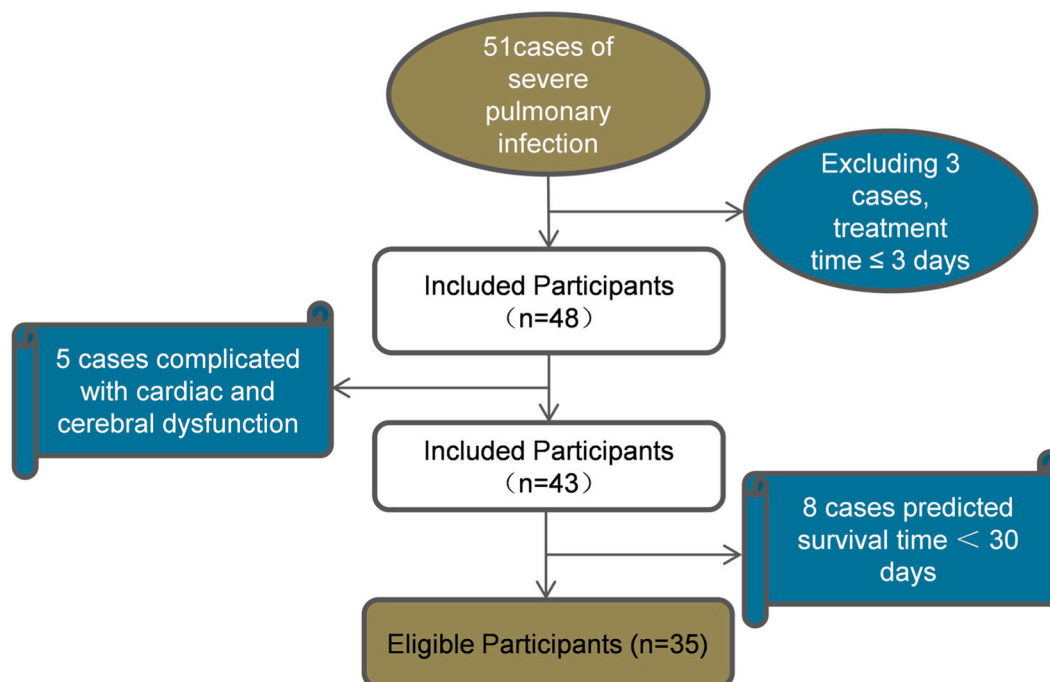 51cases of
severe
pulmonary
infection
Excluding 3
cases,
treatment
time ≤ 3 days
Included Participants
（n=48）
5 cases complicated
with cardiac and
cerebral dysfunction
Included Participants
（n=43）
8 cases predicted
survival time ＜ 30
days
Eligible Participants (n=35)